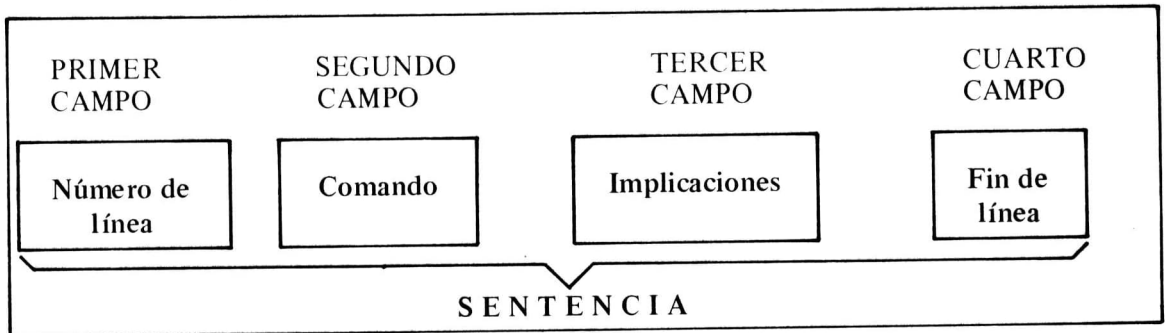 PRIMER CAMPO
SEGUNDO CAMPO
TERCER CAMPO
CUARTO CAMPO
Número de línea
Comando
Implicaciones
Fin de línea
SENTENCIA